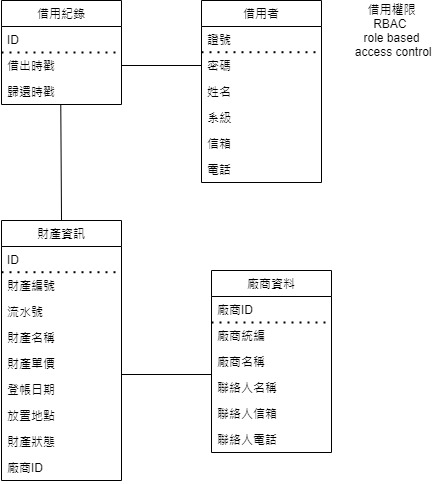 借用紀錄
ID
借出時戳
歸還時戳
借用者
證號
密碼
姓名
系級
信箱
電話
借用權限
RBAC
role based
access control
財產資訊
ID
財產編號
流水號
財產名稱
財產單價
登帳日期
放置地點
財產狀態
廠商ID
廠商資料
廠商ID
廠商統編
廠商名稱
聯絡人名稱
聯絡人信箱
聯絡人電話